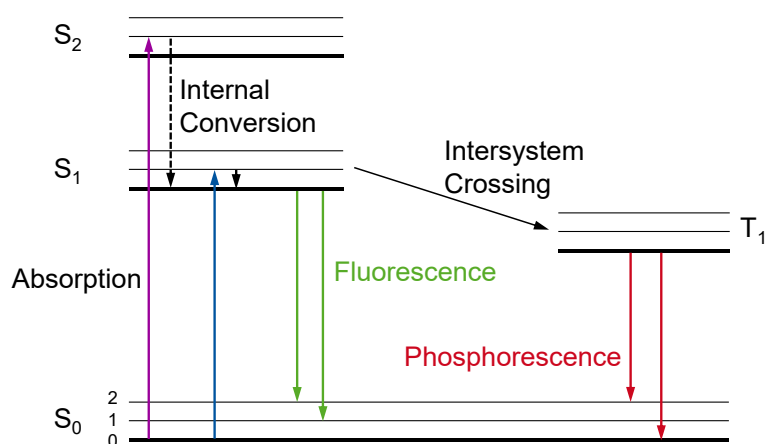 S2
Internal
Conversion
S1
Intersystem
Crossing
T1
Absorption
Fluorescence
Phosphorescence
2
1
S0
0